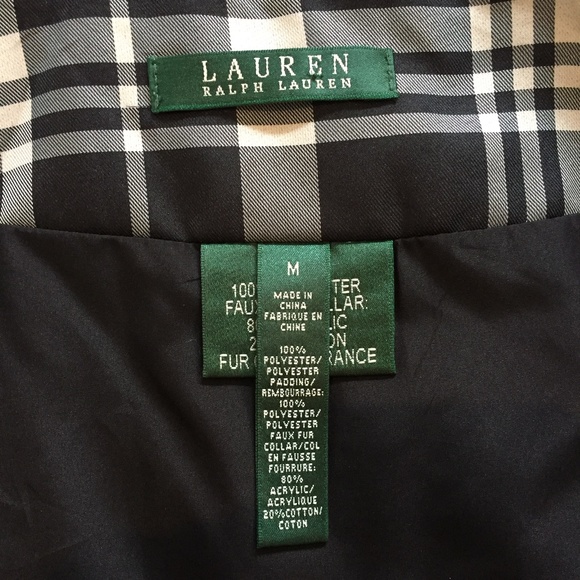 LAUREN
RALPH LAUREN
M
MADE IN
CHINA
FABRIQUE EN
CHINE
100%
POLYESTER/
POLYESTER
PADDING/
REMBOURRAGE:
100%
POLYESTER/
POLYESTER
FAUX FUR
COLLAR/COL
EN FAUSSE
FOURRURE:
80%
ACRYLIC/
ACRYLIQUE
20%COTTON/
COTON
FUR